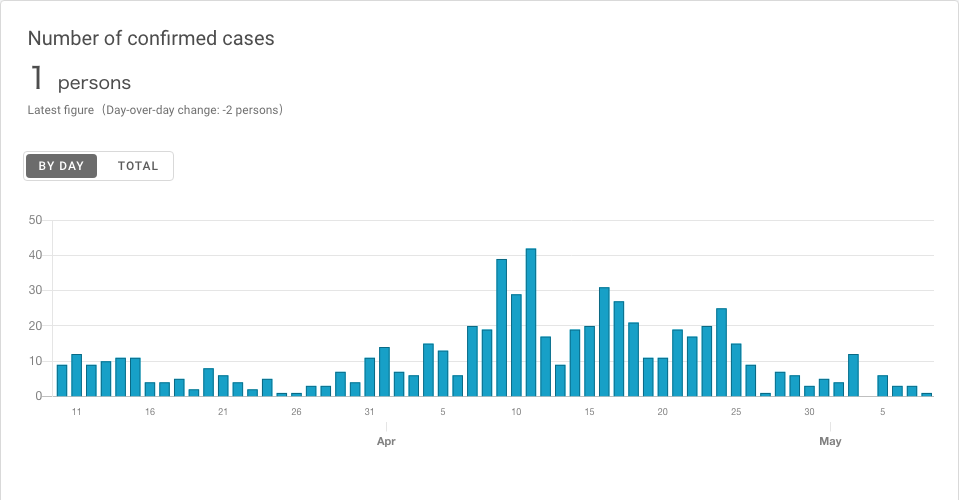 Number of confirmed cases
1 persons
Latest figure (Day-over-day change: -2 persons)
BY DAY TOTAL
50
40
30
20
10
0
11 16 21 26 31 5 10 15 20 25 30 5
Apr May